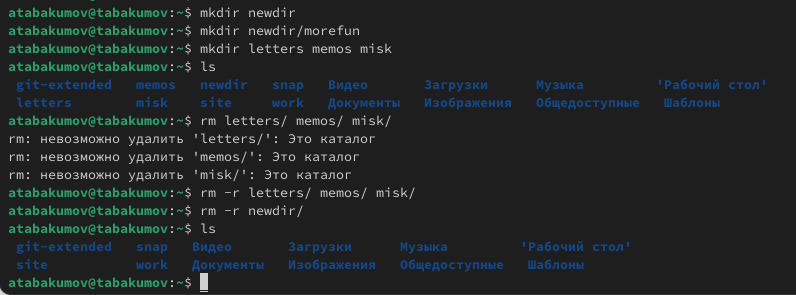 atabakumov@tabakumov:~$ mkdir newdir
atabakumov@tabakumov:~$ mkdir newdir/morefun
atabakumov@tabakumov:~$ mkdir letters memos misk
atabakumov@tabakumov:~$ ls
git-extended memos newdir snap Видео Загрузки Музыка 'Рабочий стол'
letters misk site work Документы Изображения Общедоступные Шаблоны
atabakumov@tabakumov:~$ rm letters/ memos/ misk/
rm: невозможно удалить 'letters/': Это каталог
rm: невозможно удалить 'memos/': Это каталог
rm: невозможно удалить 'misk/': Это каталог
atabakumov@tabakumov:~$ rm -r letters/ memos/ misk/
atabakumov@tabakumov:~$ rm -r newdir/
atabakumov@tabakumov:~$ ls
git-extended snap Видео Загрузки Музыка 'Рабочий стол'
site work Документы Изображения Общедоступные Шаблоны
atabakumov@tabakumov:~$